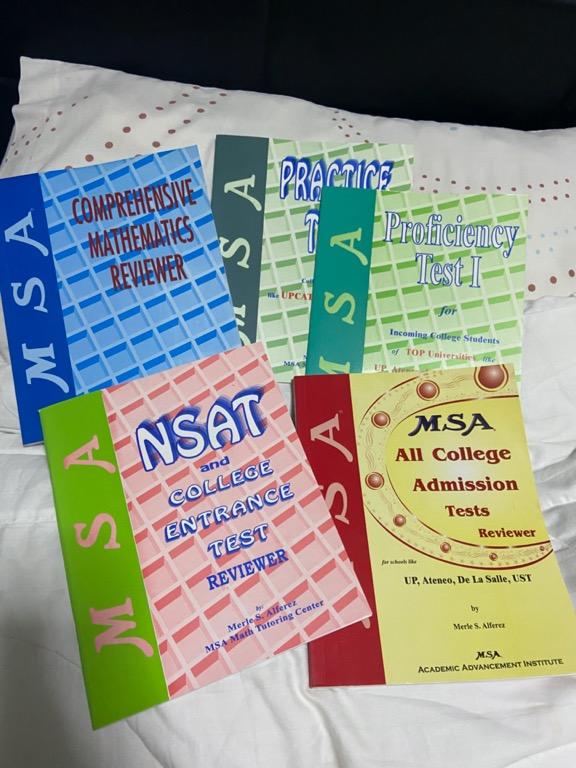 MSA
COMPREHENSIVE
MATHEMATICS
REVIEWER
MSA
PRACTICE
like UPCAT
MSA
MSA
Proficiency
Test I
for
Incoming College Students
of TOP Universities, like
UP,
MSA
NSAT
and
COLLEGE
ENTRANCE
TEST
REVIEWER
by:
Merle S. Alferez
MSA Math Tutoring Center
MSA
All College
Admission
Tests
Reviewer
for schools like
UP, Ateneo, De La Salle, UST
by
Merle S. Alferez
MSA
ACADEMIC ADVANCEMENT INSTITUTE